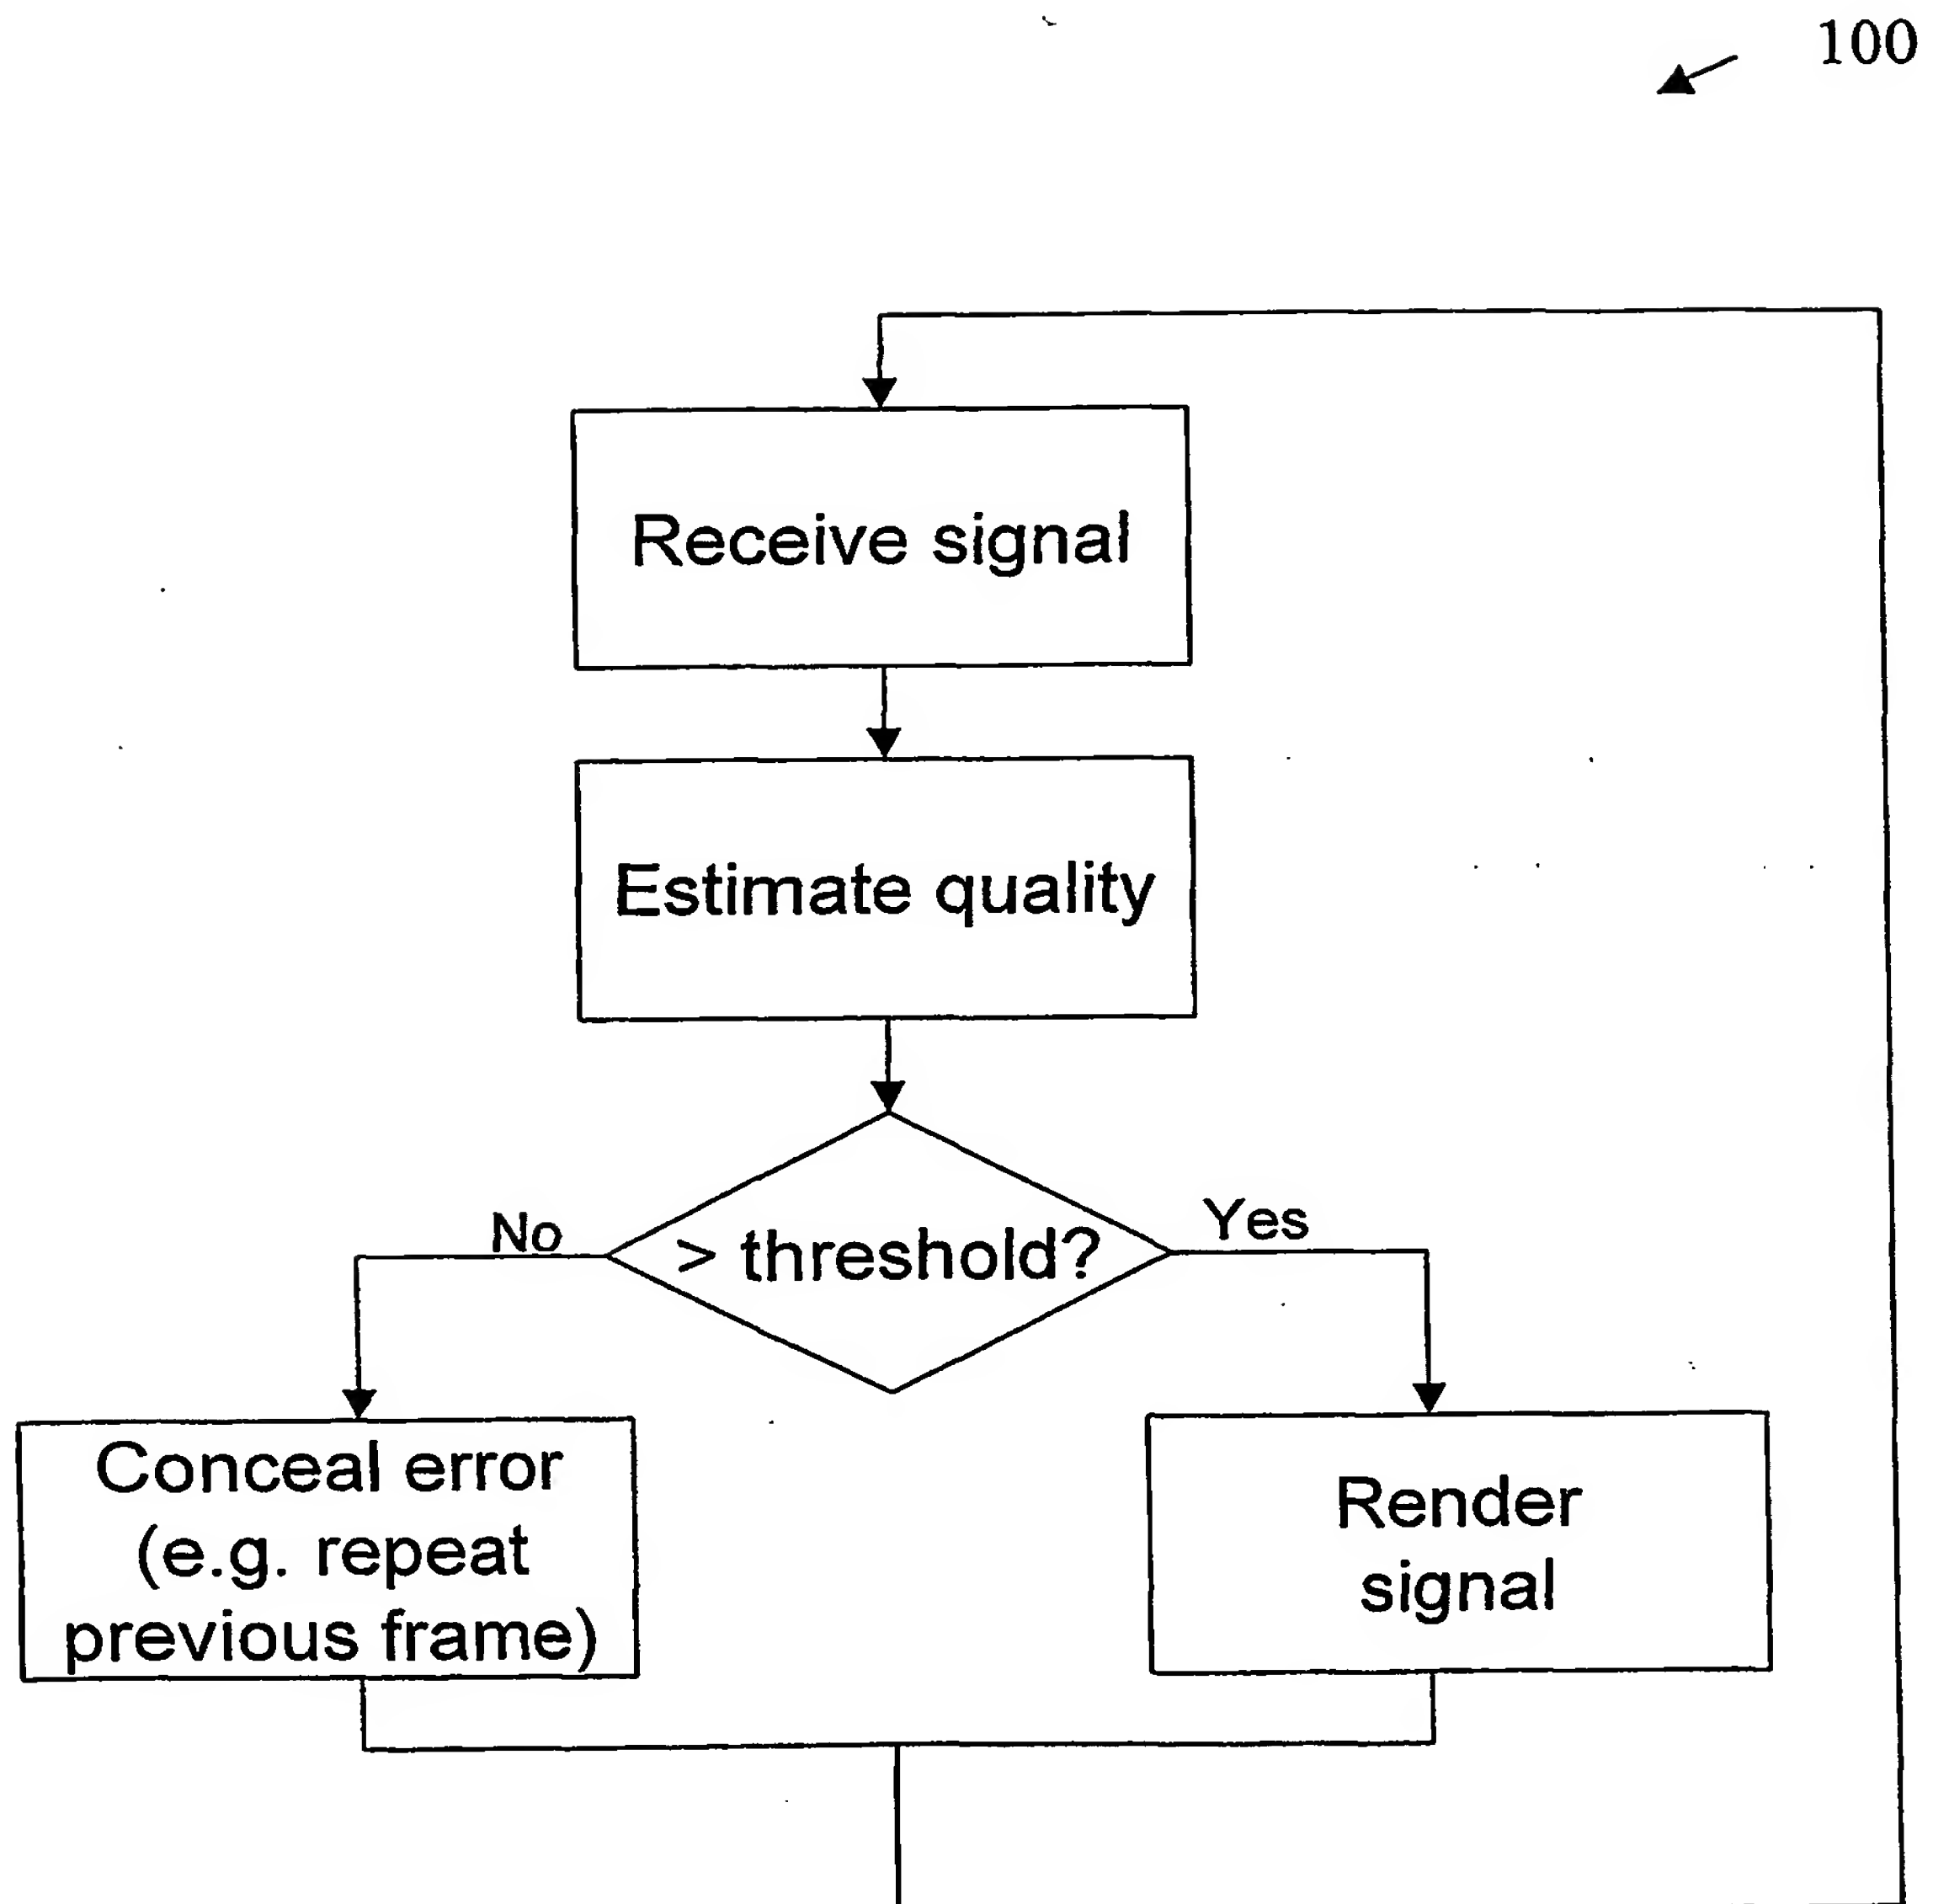 100
Receive signal
Estimate quality
> threshold?
No
Yes
Conceal error
(e.g. repeat
previous frame)
Render
signal